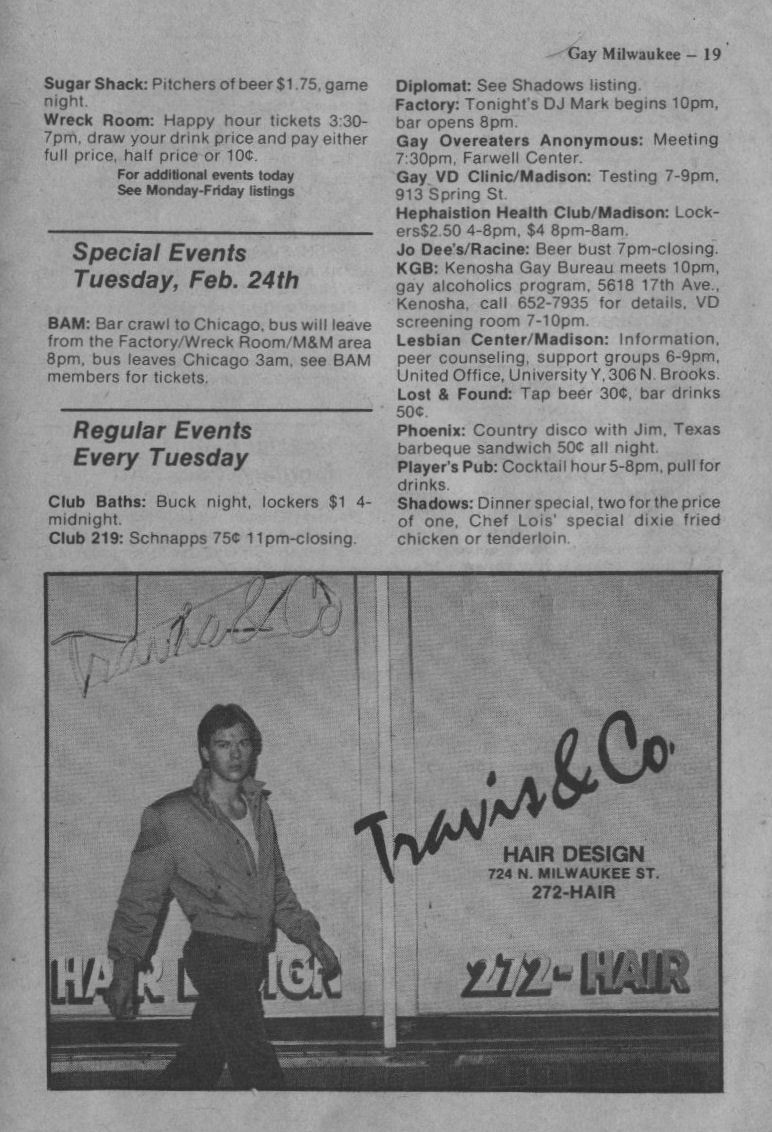 Gay Milwaukee – 19
Sugar Shack: Pitchers of beer $1.75, game
night.
Wreck Room: Happy hour tickets 3:30-
7pm, draw your drink price and pay either
full price, half price or 10¢.
For additional events today
See Monday-Friday listings
Special Events
Tuesday, Feb. 24th
BAM: Bar crawl to Chicago, bus will leave
from the Factory/Wreck Room/M&M area
8pm, bus leaves Chicago 3am, see BAM
members for tickets.
Regular Events
Every Tuesday
Club Baths: Buck night, lockers $1 4-
midnight.
Club 219: Schnapps 75¢ 11pm-closing.
Diplomat: See Shadows listing.
Factory: Tonight's DJ Mark begins 10pm,
bar opens 8pm.
Gay Overeaters Anonymous: Meeting
7:30pm, Farwell Center.
Gay VD Clinic/Madison: Testing 7-9pm,
913 Spring St.
Hephaistion Health Club/Madison: Lock-
ers$2.50 4-8pm, $4 8pm-8am.
Jo Dee's/Racine: Beer bust 7pm-closing.
KGB: Kenosha Gay Bureau meets 10pm,
gay alcoholics program, 5618 17th Ave.,
Kenosha, call 652-7935 for details, VD
screening room 7-10pm.
Lesbian Center/Madison: Information,
peer counseling, support groups 6-9pm,
United Office, University Y, 306 N. Brooks.
Lost & Found: Tap beer 30¢, bar drinks
50¢.
Phoenix: Country disco with Jim, Texas
barbeque sandwich 50¢ all night.
Player's Pub: Cocktail hour 5-8pm, pull for
drinks.
Shadows: Dinner special, two for the price
of one, Chef Lois' special dixie fried
chicken or tenderloin.
Travis & Co
Travis & Co.
HAIR DESIGN
724 N. MILWAUKEE ST.
272-HAIR
HAIR DESIGN
272-HAIR